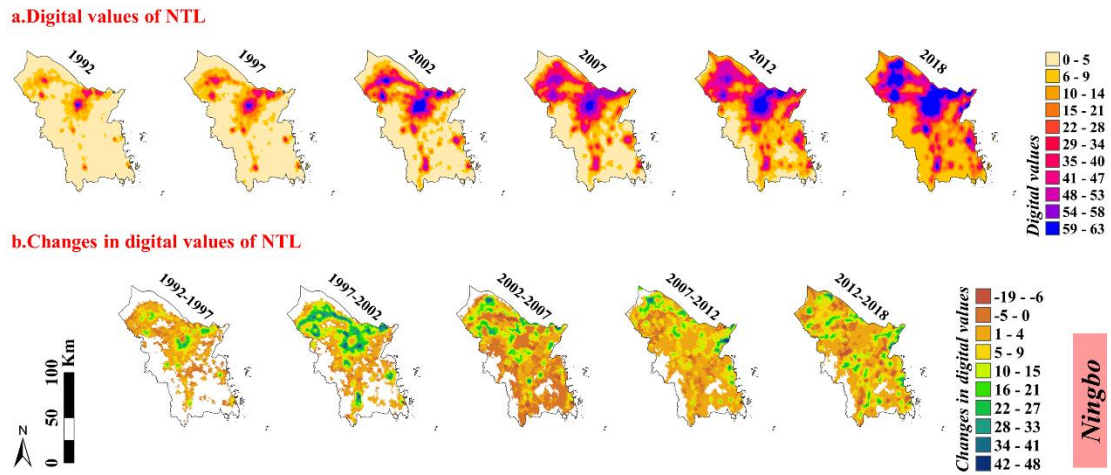 a.Digital values of NTL
1992
1997
2002
2007
2012
2018
Digital values
0 - 5
6 - 9
10 - 14
15 - 21
22 - 28
29 - 34
35 - 40
41 - 47
48 - 53
54 - 58
59 - 63
b.Changes in digital values of NTL
1992-1997
1997-2002
2002-2007
2007-2012
2012-2018
Changes in digital values
-19 - -6
-5 - 0
1 - 4
5 - 9
10 - 15
16 - 21
22 - 27
28 - 33
34 - 41
42 - 48
Ningbo
N
0 50 100 Km